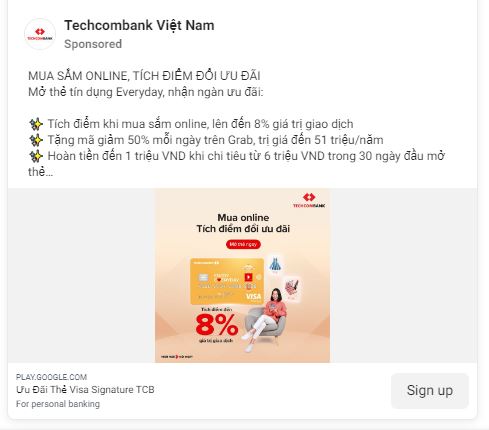 Techcombank Việt Nam
TECHCOMBANK
Sponsored
MUA SẮM ONLINE, TÍCH ĐIỂM ĐỔI ƯU ĐÃI
Mở thẻ tín dụng Everyday, nhận ngàn ưu đãi:
✨ Tích điểm khi mua sắm online, lên đến 8% giá trị giao dịch
✨ Tặng mã giảm 50% mỗi ngày trên Grab, trị giá đến 51 triệu/năm
✨ Hoàn tiền đến 1 triệu VND khi chi tiêu từ 6 triệu VND trong 30 ngày đầu mở
thẻ...
TECHCOMBANK
Mua online
Tích điểm đổi ưu đãi
Mở thẻ ngay
VISA
Tích điểm đến
8%
giá trị giao dịch
PLAY.GOOGLE.COM
Ưu Đãi Thẻ Visa Signature TCB
For personal banking
Sign up